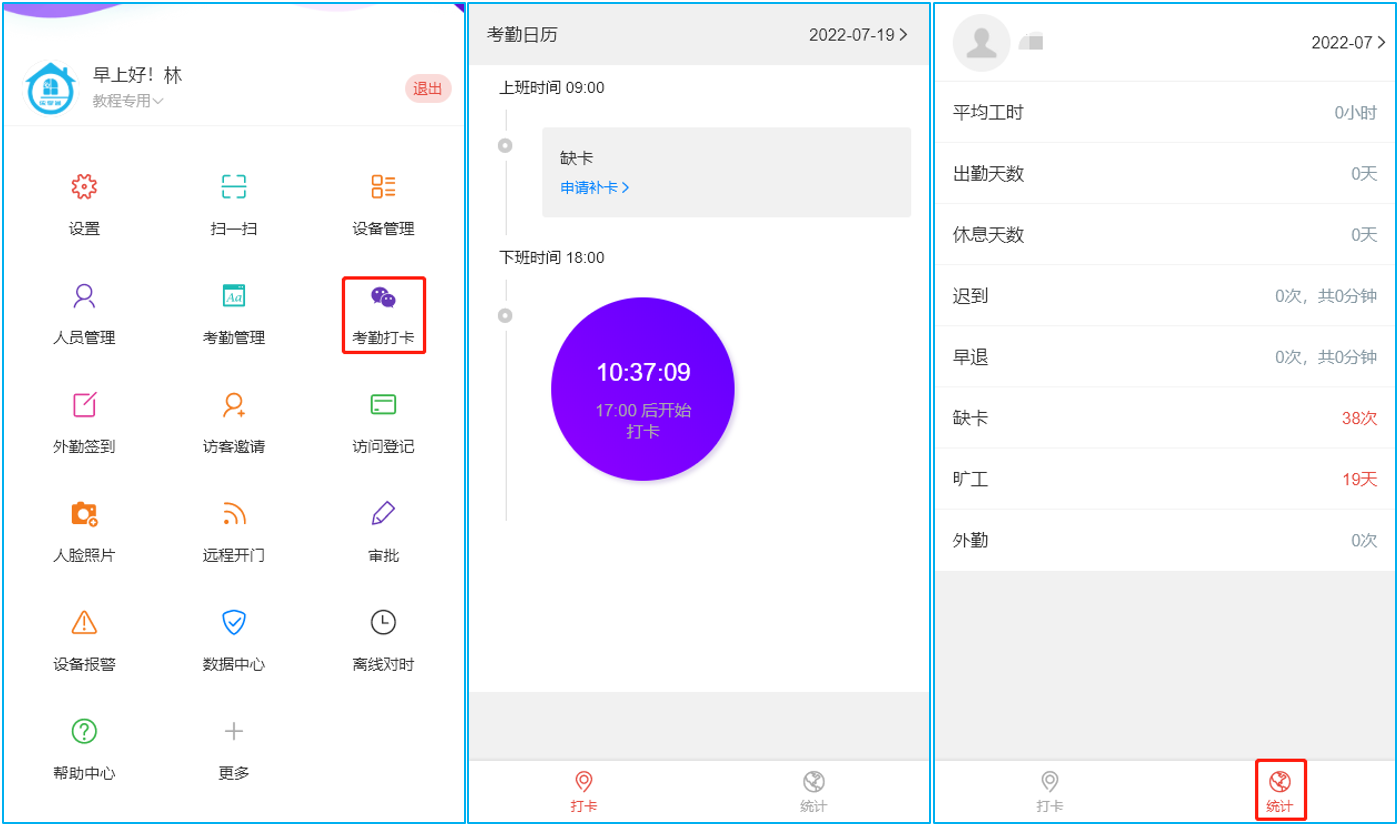 早上好！林
教程专用
退出
设置
扫一扫
设备管理
人员管理
Aa
考勤管理
考勤打卡
外勤签到
访客邀请
访问登记
人脸照片
远程开门
审批
设备报警
数据中心
离线对时
帮助中心
更多
考勤日历
2022-07-19
上班时间 09:00
缺卡
申请补卡
下班时间 18:00
10:37:09
17:00 后开始
打卡
打卡
统计
2022-07
平均工时
0小时
出勤天数
0天
休息天数
0天
迟到
0次，共0分钟
早退
0次，共0分钟
缺卡
38次
旷工
19天
外勤
0次
打卡
统计